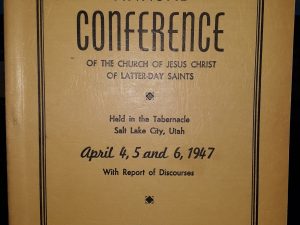 CONFERENCE
OF THE CHURCH OF JESUS CHRIST
OF LATTER-DAY SAINTS
Held in the Tabernacle
Salt Lake City, Utah
April 4, 5 and 6, 1947
With Report of Discourses